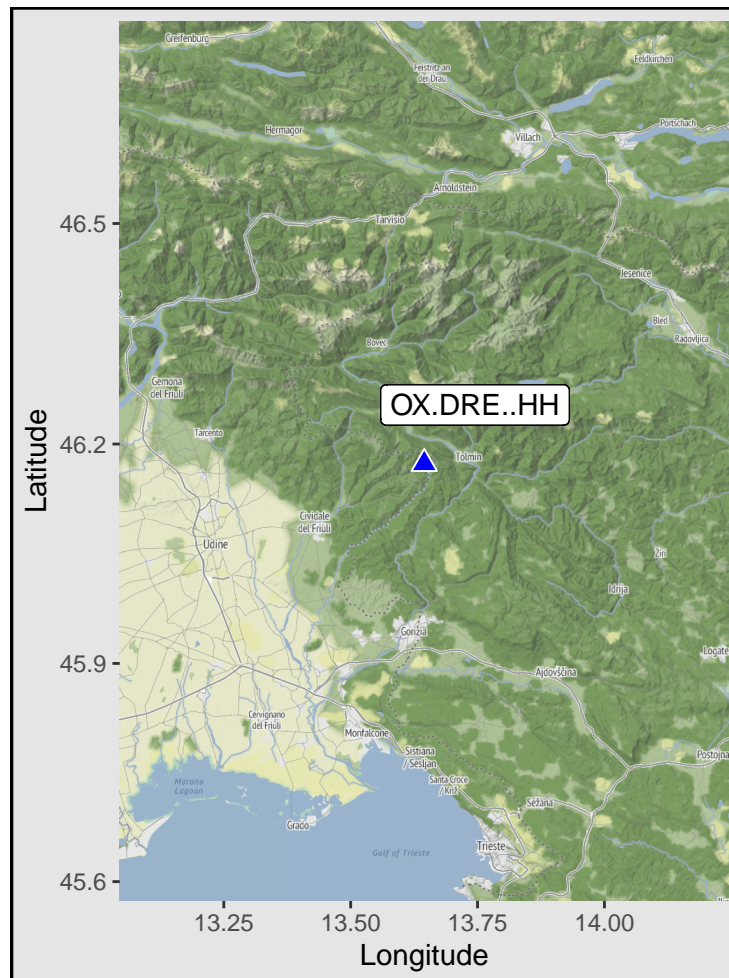 Greifenburg
Feldkirchen
Feistritz an
der Drau
Portschach
Hermagor
Villach
Arnoldstein
46.5
Tarvisio
Jesenice
Bled
Radovljica
Bovec
Gemona
del Friuli
OX.DRE..HH
46.2
Tarcento
Tolmin
Cividale
del Friuli
Udine
Žiri
Idrija
Gorizia
Logate
45.9
Ajdovščina
Cervignano
del Friuli
Monfalcone
Sistiana
/ Sesljan
Postojna
Marano
Lagoon
Santa Croce
/ Križ
Sežana
Grado
Trieste
Gulf of Trieste
45.6
13.25
13.50
13.75
14.00
Longitude
Latitude